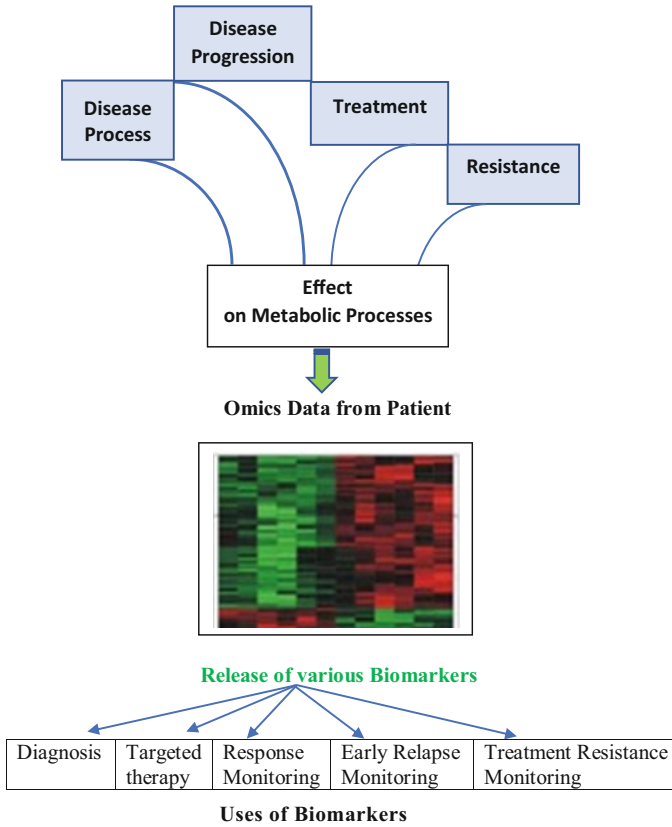 Disease
Progression
Disease
Process
Treatment
Resistance
Effect
on Metabolic Processes
Omics Data from Patient
Release of various Biomarkers
Diagnosis
Targeted
therapy
Response
Monitoring
Early Relapse
Monitoring
Treatment Resistance
Monitoring
Uses of Biomarkers